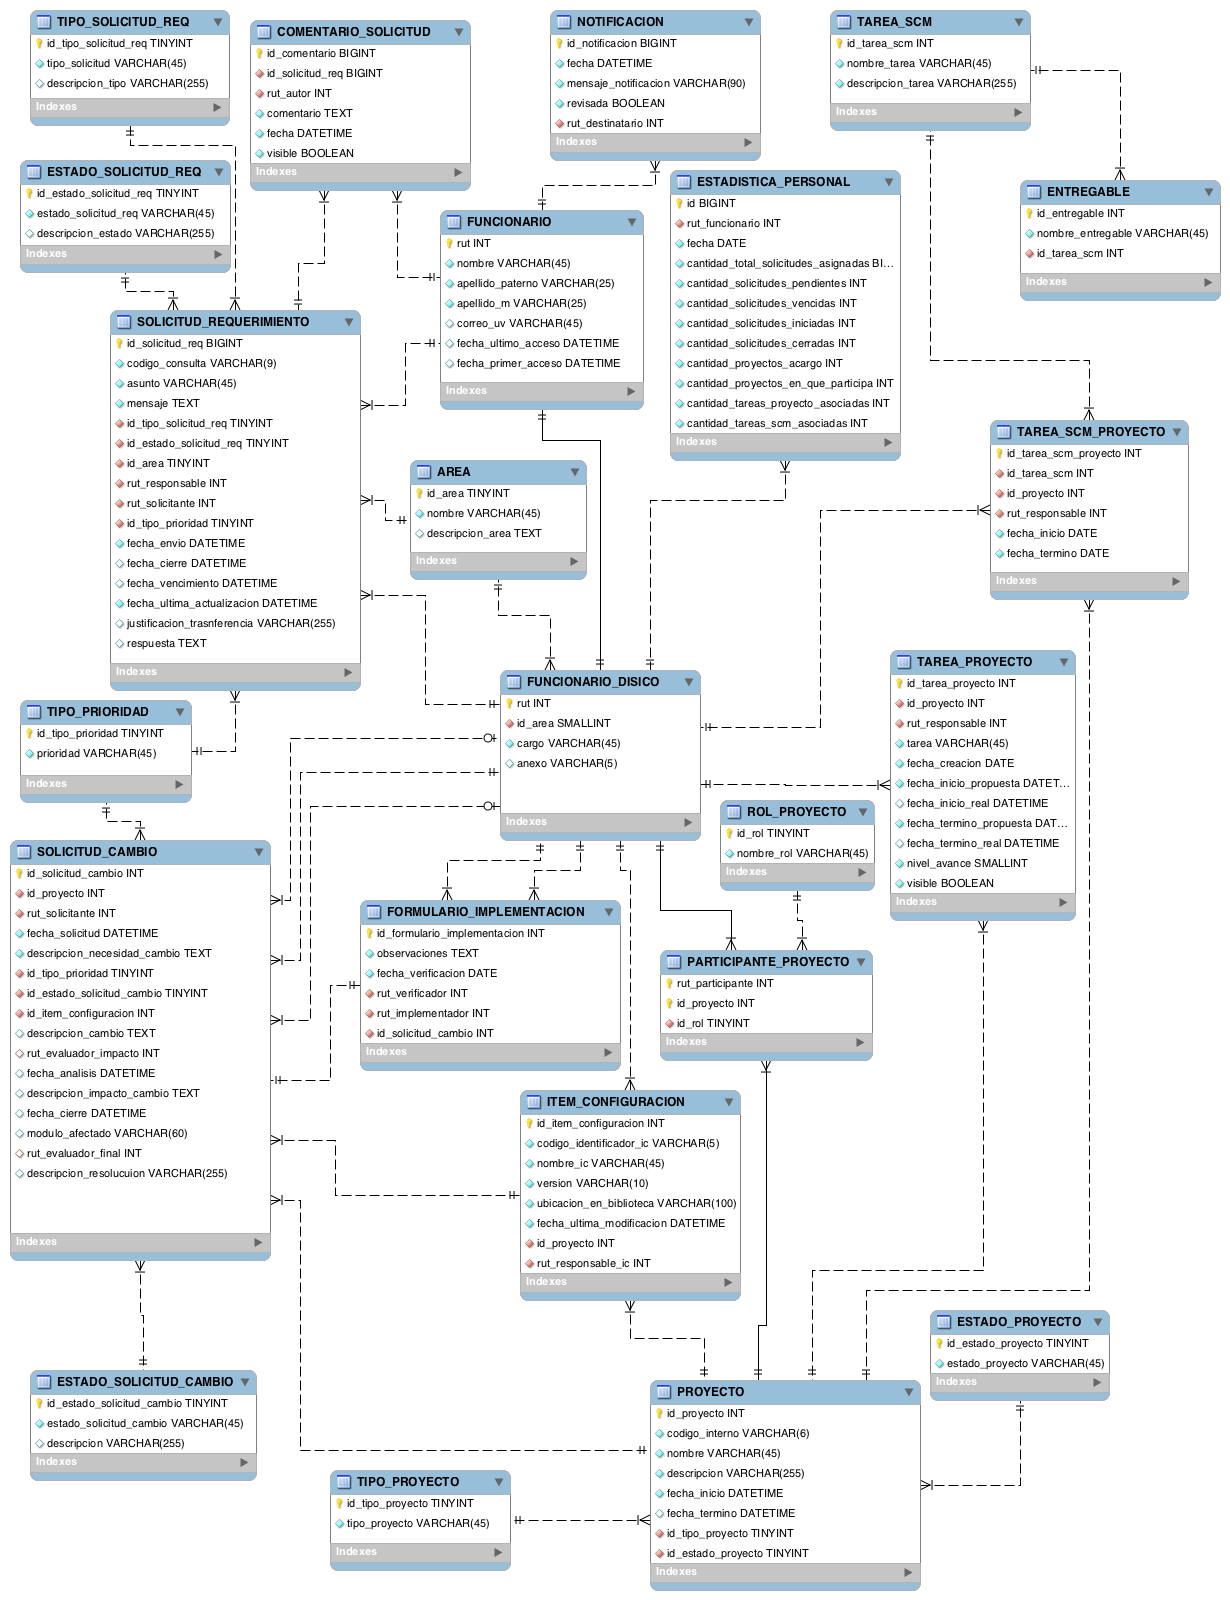 TIPO_SOLICITUD_REQ
id_tipo_solicitud_req TINYINT
tipo_solicitud VARCHAR(45)
descripcion_tipo VARCHAR(255)
Indexes
COMENTARIO_SOLICITUD
id_comentario BIGINT
id_solicitud_req BIGINT
rut_autor INT
comentario TEXT
fecha DATETIME
visible BOOLEAN
Indexes
NOTIFICACION
id_notificacion BIGINT
fecha DATETIME
mensaje_notificacion VARCHAR(90)
revisada BOOLEAN
rut_destinatario INT
Indexes
TAREA_SCM
id_tarea_scm INT
nombre_tarea VARCHAR(45)
descripcion_tarea VARCHAR(255)
Indexes
ESTADO_SOLICITUD_REQ
id_estado_solicitud_req TINYINT
estado_solicitud_req VARCHAR(45)
descripcion_estado VARCHAR(255)
Indexes
FUNCIONARIO
rut INT
nombre VARCHAR(45)
apellido_paterno VARCHAR(25)
apellido_m VARCHAR(25)
correo_uv VARCHAR(45)
fecha_ultimo_acceso DATETIME
fecha_primer_acceso DATETIME
Indexes
ESTADISTICA_PERSONAL
id BIGINT
rut_funcionario INT
fecha DATE
cantidad_total_solicitudes_asignadas BI...
cantidad_solicitudes_pendientes INT
cantidad_solicitudes_vencidas INT
cantidad_solicitudes_iniciadas INT
cantidad_solicitudes_cerradas INT
cantidad_proyectos_acargo INT
cantidad_proyectos_en_que_participa INT
cantidad_tareas_proyecto_asociadas INT
cantidad_tareas_scm_asociadas INT
Indexes
ENTREGABLE
id_entregable INT
nombre_entregable VARCHAR(45)
id_tarea_scm INT
Indexes
SOLICITUD_REQUERIMIENTO
id_solicitud_req BIGINT
codigo_consulta VARCHAR(9)
asunto VARCHAR(45)
mensaje TEXT
id_tipo_solicitud_req TINYINT
id_estado_solicitud_req TINYINT
id_area TINYINT
rut_responsable INT
rut_solicitante INT
id_tipo_prioridad TINYINT
fecha_envio DATETIME
fecha_cierre DATETIME
fecha_vencimiento DATETIME
fecha_ultima_actualizacion DATETIME
justificacion_trasnferencia VARCHAR(255)
respuesta TEXT
Indexes
AREA
id_area TINYINT
nombre VARCHAR(45)
descripcion_area TEXT
Indexes
TAREA_SCM_PROYECTO
id_tarea_scm_proyecto INT
id_tarea_scm INT
id_proyecto INT
rut_responsable INT
fecha_inicio DATE
fecha_termino DATE
Indexes
FUNCIONARIO_DISICO
rut INT
id_area SMALLINT
cargo VARCHAR(45)
anexo VARCHAR(5)
Indexes
TAREA_PROYECTO
id_tarea_proyecto INT
id_proyecto INT
rut_responsable INT
tarea VARCHAR(45)
fecha_creacion DATE
fecha_inicio_propuesta DATET...
fecha_inicio_real DATETIME
fecha_termino_propuesta DAT...
fecha_termino_real DATETIME
nivel_avance SMALLINT
visible BOOLEAN
Indexes
TIPO_PRIORIDAD
id_tipo_prioridad TINYINT
prioridad VARCHAR(45)
Indexes
ROL_PROYECTO
id_rol TINYINT
nombre_rol VARCHAR(45)
Indexes
SOLICITUD_CAMBIO
id_solicitud_cambio INT
id_proyecto INT
rut_solicitante INT
fecha_solicitud DATETIME
descripcion_necesidad_cambio TEXT
id_tipo_prioridad TINYINT
id_estado_solicitud_cambio TINYINT
id_item_configuracion INT
descripcion_cambio TEXT
rut_evaluador_impacto INT
fecha_analisis DATETIME
descripcion_impacto_cambio TEXT
fecha_cierre DATETIME
modulo_afectado VARCHAR(60)
rut_evaluador_final INT
descripcion_resolucuion VARCHAR(255)
Indexes
FORMULARIO_IMPLEMENTACION
id_formulario_implementacion INT
observaciones TEXT
fecha_verificacion DATE
rut_verificador INT
rut_implementador INT
id_solicitud_cambio INT
Indexes
PARTICIPANTE_PROYECTO
rut_participante INT
id_proyecto INT
id_rol TINYINT
Indexes
ITEM_CONFIGURACION
id_item_configuracion INT
codigo_identificador_ic VARCHAR(5)
nombre_ic VARCHAR(45)
version VARCHAR(10)
ubicacion_en_biblioteca VARCHAR(100)
fecha_ultima_modificacion DATETIME
id_proyecto INT
rut_responsable_ic INT
Indexes
ESTADO_PROYECTO
id_estado_proyecto TINYINT
estado_proyecto VARCHAR(45)
Indexes
ESTADO_SOLICITUD_CAMBIO
id_estado_solicitud_cambio TINYINT
estado_solicitud_cambio VARCHAR(45)
descripcion VARCHAR(255)
Indexes
PROYECTO
id_proyecto INT
codigo_interno VARCHAR(6)
nombre VARCHAR(45)
descripcion VARCHAR(255)
fecha_inicio DATETIME
fecha_termino DATETIME
id_tipo_proyecto TINYINT
id_estado_proyecto TINYINT
Indexes
TIPO_PROYECTO
id_tipo_proyecto TINYINT
tipo_proyecto VARCHAR(45)
Indexes